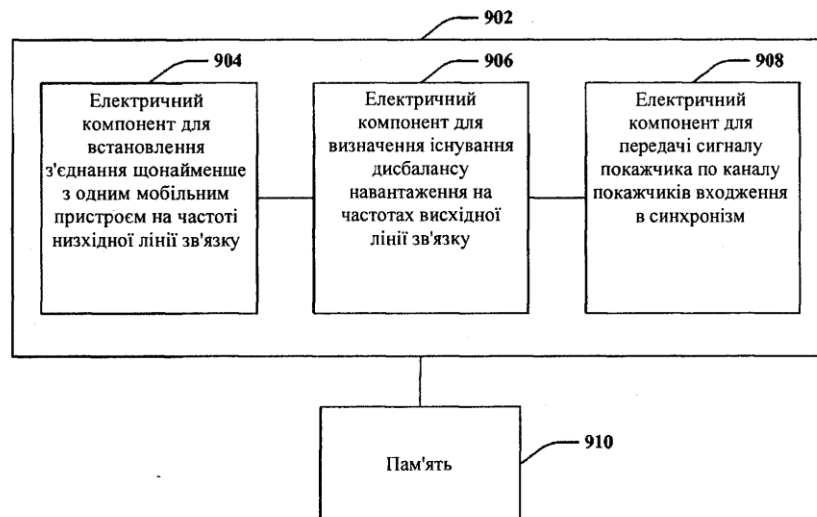 902
904
Електричний
компонент для
встановлення
з'єднання щонайменше
з одним мобільним
пристроєм на частоті
низхідної лінії зв'язку
906
Електричний
компонент для
визначення існування
дисбалансу
навантаження на
частотах висхідної
лінії зв'язку
908
Електричний
компонент для
передачі сигналу
покажчика по каналу
покажчиків входження
в синхронізм
Пам'ять
910